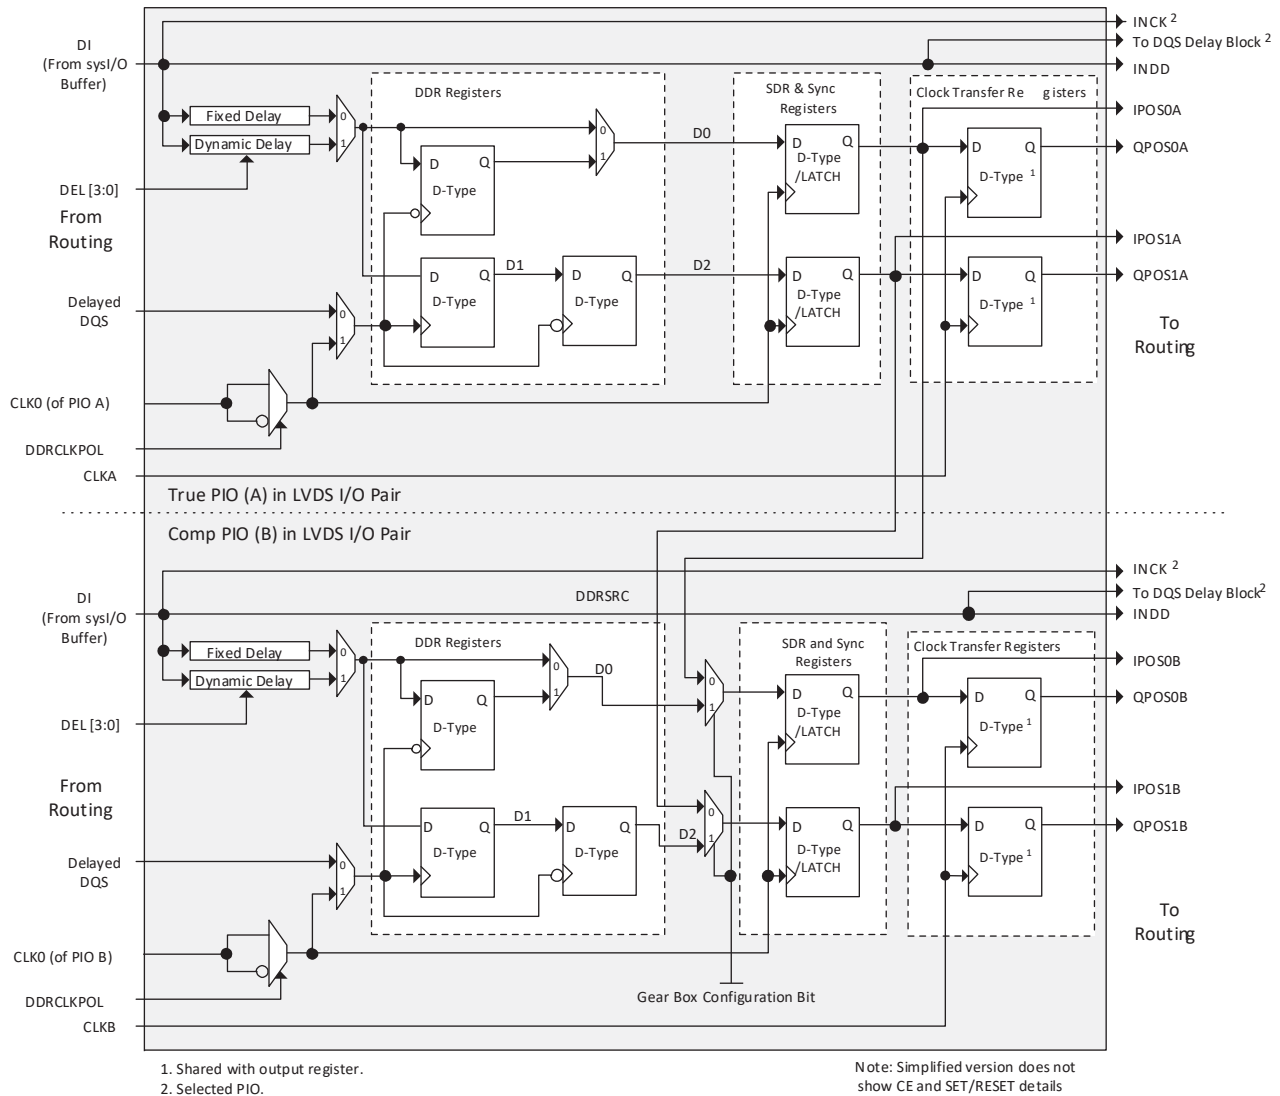 INCK 2
To DQS Delay Block 2
INDD
DI
(From sysI/O
Buffer)
Fixed Delay
Dynamic Delay
0
1
DEL [3:0]
From
Routing
Delayed
DQS
0
1
CLK0 (of PIO A)
DDRCLKPOL
CLKA
DDR Registers
D Q
D-Type
0
1
D0
D Q
D-Type
D1
D Q
D-Type
D2
SDR & Sync
Registers
D Q
D-Type
/LATCH
D Q
D-Type
/LATCH
Clock Transfer Re gisters
D Q
D-Type 1
D Q
D-Type 1
IPOS0A
QPOS0A
IPOS1A
QPOS1A
To
Routing
True PIO (A) in LVDS I/O Pair
Comp PIO (B) in LVDS I/O Pair
INCK 2
To DQS Delay Block 2
INDD
DI
(From sysI/O
Buffer)
DDRSRC
Fixed Delay
Dynamic Delay
0
1
DEL [3:0]
From
Routing
Delayed
DQS
0
1
CLK0 (of PIO B)
DDRCLKPOL
CLKB
DDR Registers
D Q
D-Type
0
1
D0
D Q
D-Type
D1
D Q
D-Type
D2
0
1
0
1
Gear Box Configuration Bit
SDR and Sync
Registers
D Q
D-Type
/LATCH
D Q
D-Type
/LATCH
Clock Transfer Registers
D Q
D-Type 1
D Q
D-Type 1
IPOS0B
QPOS0B
IPOS1B
QPOS1B
To
Routing
1. Shared with output register.
2. Selected PIO.
Note: Simplified version does not
show CE and SET/RESET details